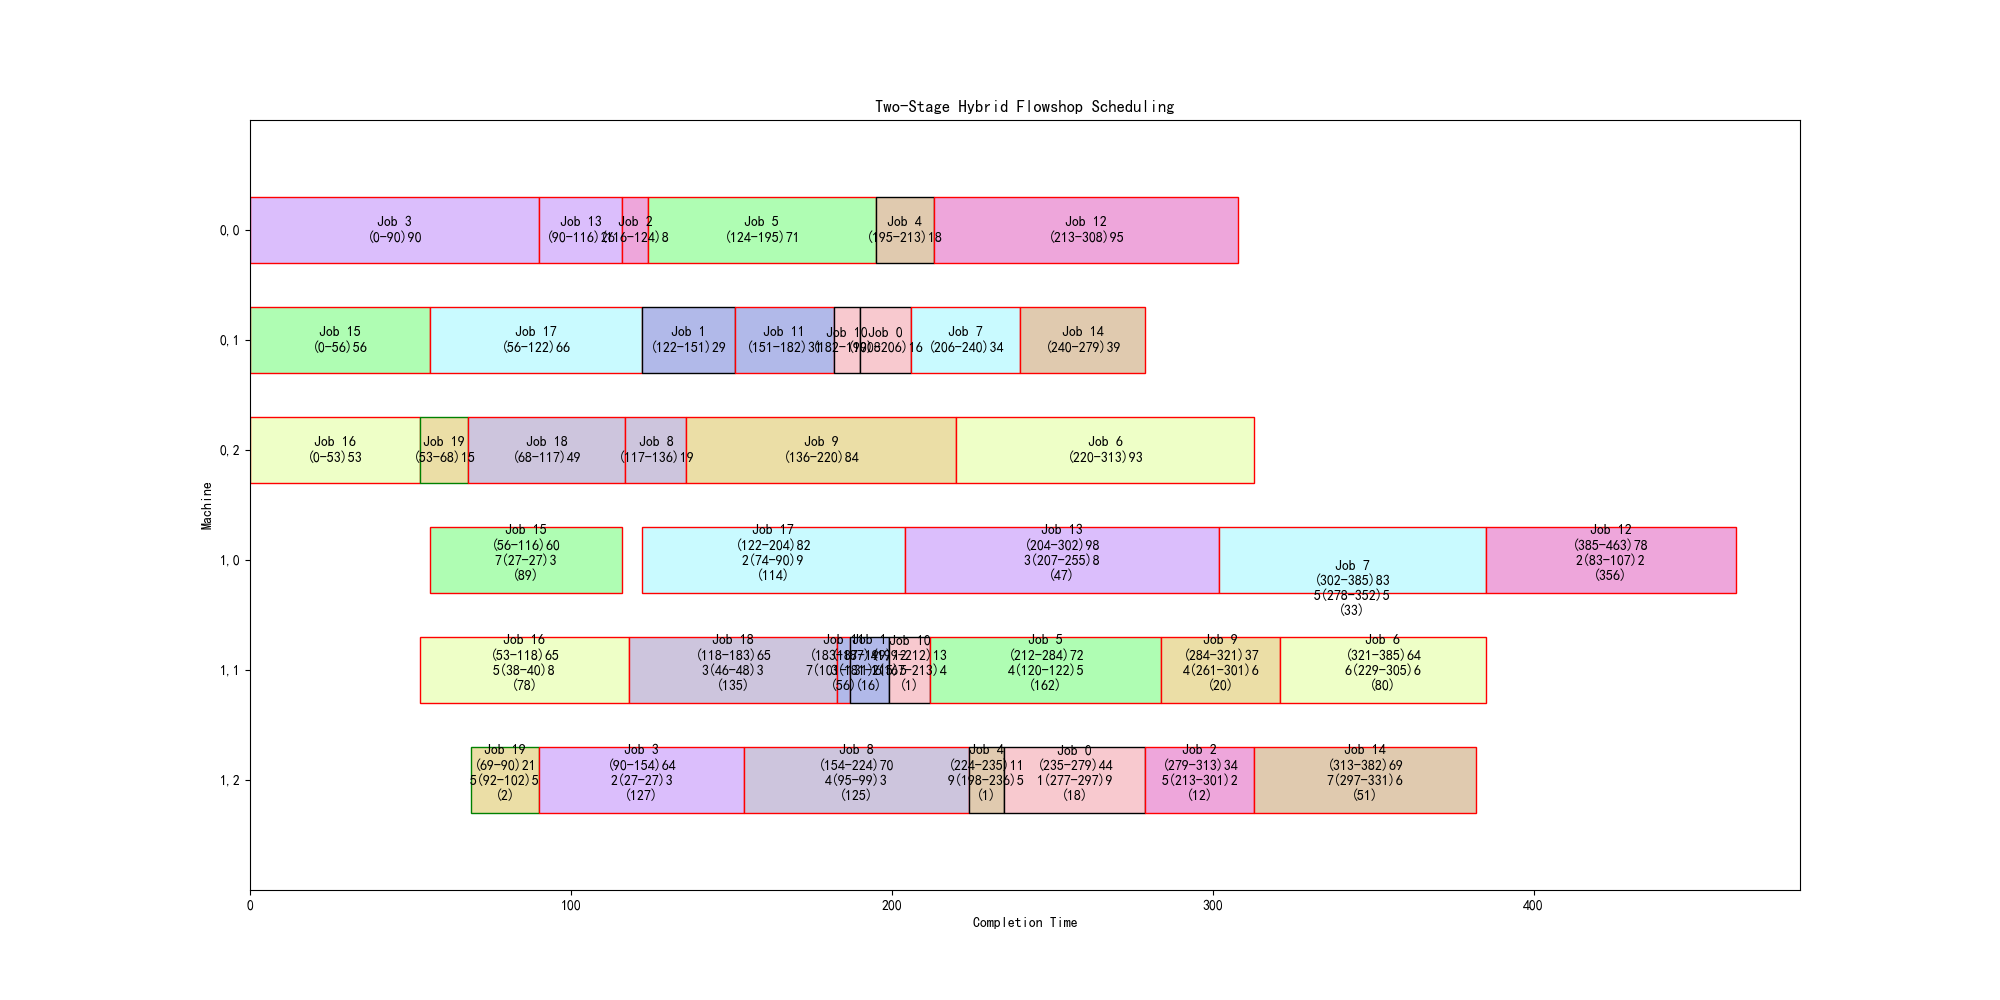 Two-Stage Hybrid Flowshop Scheduling
0,0
Job 3
(0-90)90
Job 13
(90-116)26
Job 2
(116-124)8
Job 5
(124-195)71
Job 4
(195-213)18
Job 12
(213-308)95
0,1
Job 15
(0-56)56
Job 17
(56-122)66
Job 1
(122-151)29
Job 11
(151-182)31
Job 10
(182-190)8
Job 0
(190-206)16
Job 7
(206-240)34
Job 14
(240-279)39
0,2
Job 16
(0-53)53
Job 19
(53-68)15
Job 18
(68-117)49
Job 8
(117-136)19
Job 9
(136-220)84
Job 6
(220-313)93
Machine
1,0
Job 15
(56-116)60
7(27-27)3
(89)
Job 17
(122-204)82
2(74-90)9
(114)
Job 13
(204-302)98
3(207-255)8
(47)
Job 7
(302-385)83
5(278-352)5
(33)
Job 12
(385-463)78
2(83-107)2
(356)
1,1
Job 16
(53-118)65
5(38-40)8
(78)
Job 18
(118-183)65
3(46-48)3
(135)
Job 11
(183-187)4
(56)
Job 1
(187-199)12
(16)
Job 10
(199-212)13
(1)
Job 5
(212-284)72
4(120-122)5
(162)
Job 9
(284-321)37
4(261-301)6
(20)
Job 6
(321-385)64
6(229-305)6
(80)
1,2
Job 19
(69-90)21
5(92-102)5
(2)
Job 3
(90-154)64
2(27-27)3
(127)
Job 8
(154-224)70
4(95-99)3
(125)
Job 4
(224-235)11
9(198-236)5
(1)
Job 0
(235-279)44
1(277-297)9
(18)
Job 2
(279-313)34
5(213-301)2
(12)
Job 14
(313-382)69
7(297-331)6
(51)
0
100
200
300
400
Completion Time